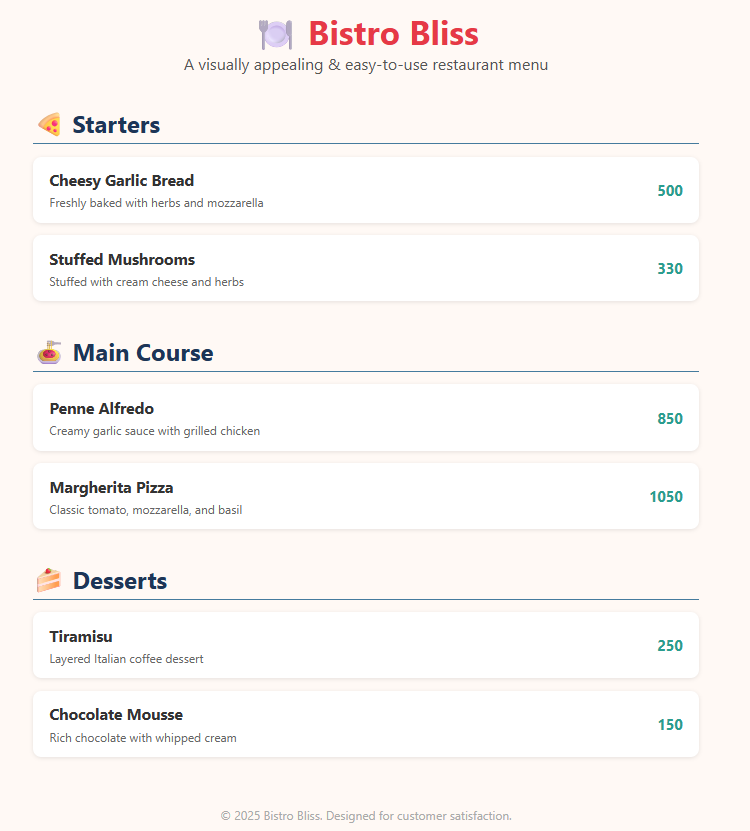 Bistro Bliss
A visually appealing & easy-to-use restaurant menu
Starters
Cheesy Garlic Bread
Freshly baked with herbs and mozzarella
500
Stuffed Mushrooms
Stuffed with cream cheese and herbs
330
Main Course
Penne Alfredo
Creamy garlic sauce with grilled chicken
850
Margherita Pizza
Classic tomato, mozzarella, and basil
1050
Desserts
Tiramisu
Layered Italian coffee dessert
250
Chocolate Mousse
Rich chocolate with whipped cream
150
© 2025 Bistro Bliss. Designed for customer satisfaction.